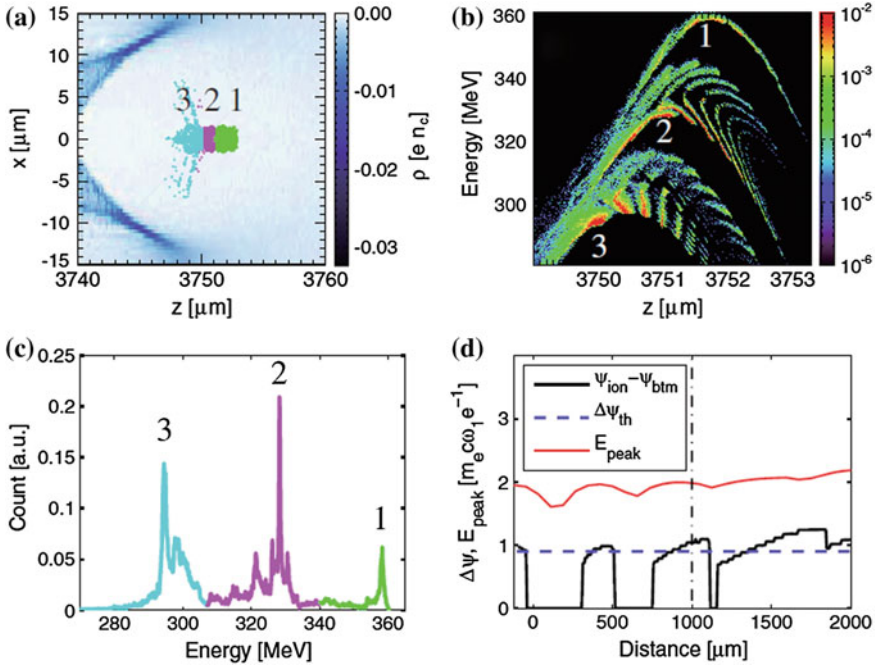 (a)
15
10
5
0
-5
-10
-15
x [μm]
3 2 1
3740 3750 3760
z [μm]
0.00
-0.01
-0.02
-0.03
ρ [e n_c]
(b)
360
340
320
300
Energy [MeV]
1
2
3
3750 3751 3752 3753
z [μm]
10^-2
10^-3
10^-4
10^-5
10^-6
(c)
0.25
0.2
0.15
0.1
0.05
0
Count [a.u.]
3
2
1
280 300 320 340 360
Energy [MeV]
(d)
ψ_ion-ψ_btm
Δψ_th
E_peak
3
2
1
0
Δψ, E_peak [m_e cω_1 e^-1]
0 500 1000 1500 2000
Distance [μm]